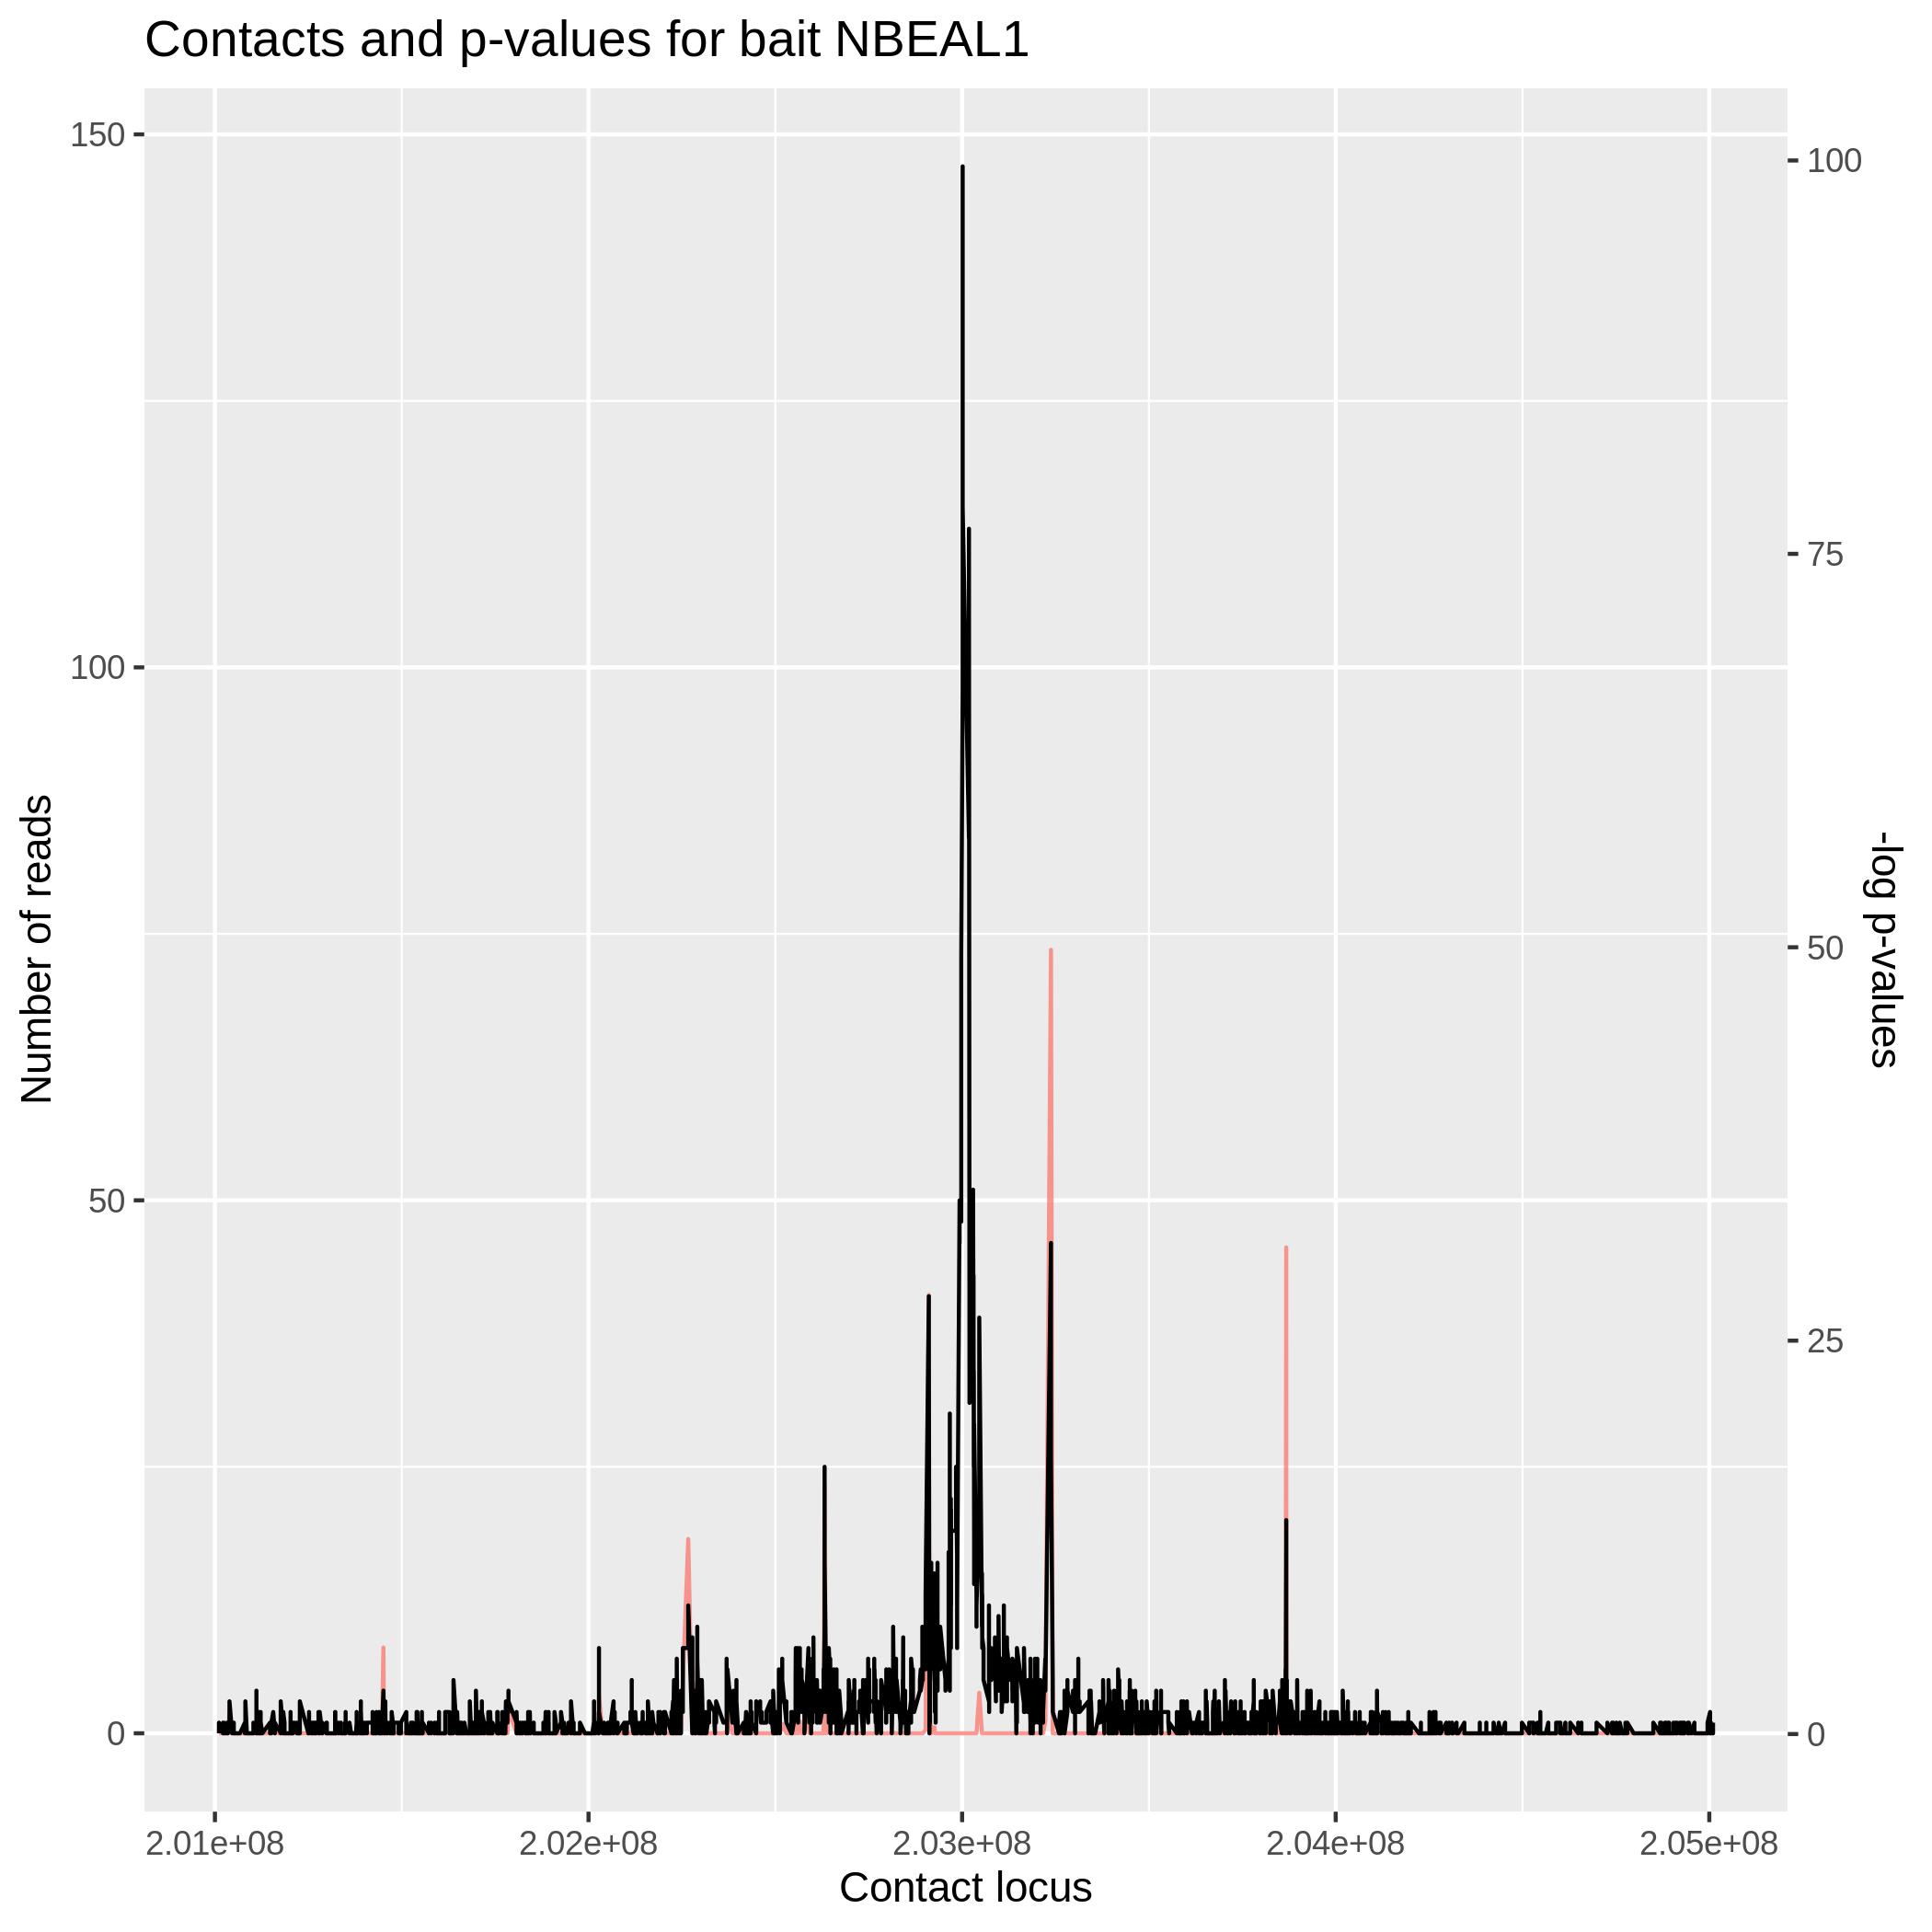 Contacts and p-values for bait NBEAL1
150
100
50
0
Number of reads
100
75
50
25
0
-log p-values
2.01e+08 2.02e+08 2.03e+08 2.04e+08 2.05e+08
Contact locus